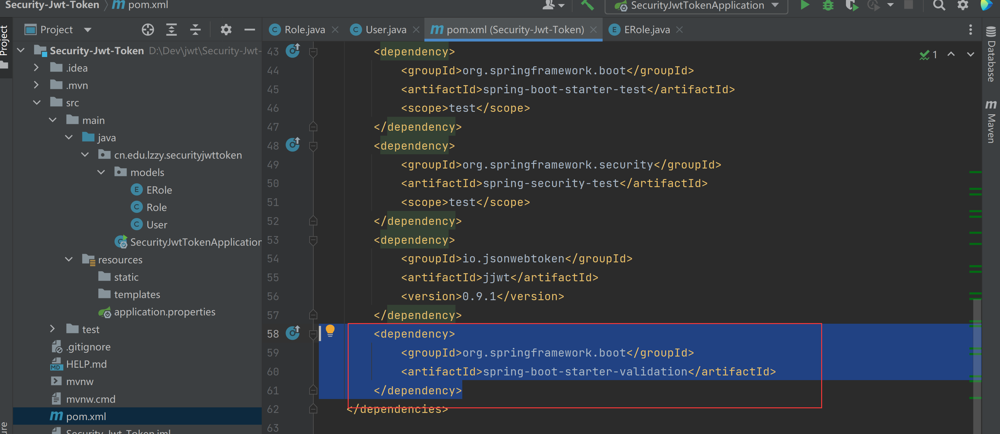 Security-Jwt-Token 〉 m pom.xml
SecurityJwtTokenApplication
Project
Project
Role.java
User.java
pom.xml (Security-Jwt-Token)
ERole.java
Database
Maven
Security-Jwt-Token D:\Dev\jwt\Security-Jwt-
.idea
.mvn
src
main
java
cn.edu.lzzy.securityjwttoken
models
ERole
Role
User
SecurityJwtTokenApplication
resources
static
templates
application.properties
test
.gitignore
HELP.md
mvnw
mvnw.cmd
pom.xml
Security-Jwt-Token.iml
1
43 <dependency>
44 <groupId>org.springframework.boot</groupId>
45 <artifactId>spring-boot-starter-test</artifactId>
46 <scope>test</scope>
47 </dependency>
48 <dependency>
49 <groupId>org.springframework.security</groupId>
50 <artifactId>spring-security-test</artifactId>
51 <scope>test</scope>
52 </dependency>
53 <dependency>
54 <groupId>io.jsonwebtoken</groupId>
55 <artifactId>jjwt</artifactId>
56 <version>0.9.1</version>
57 </dependency>
58 <dependency>
59 <groupId>org.springframework.boot</groupId>
60 <artifactId>spring-boot-starter-validation</artifactId>
61 </dependency>
62 </dependencies>
63